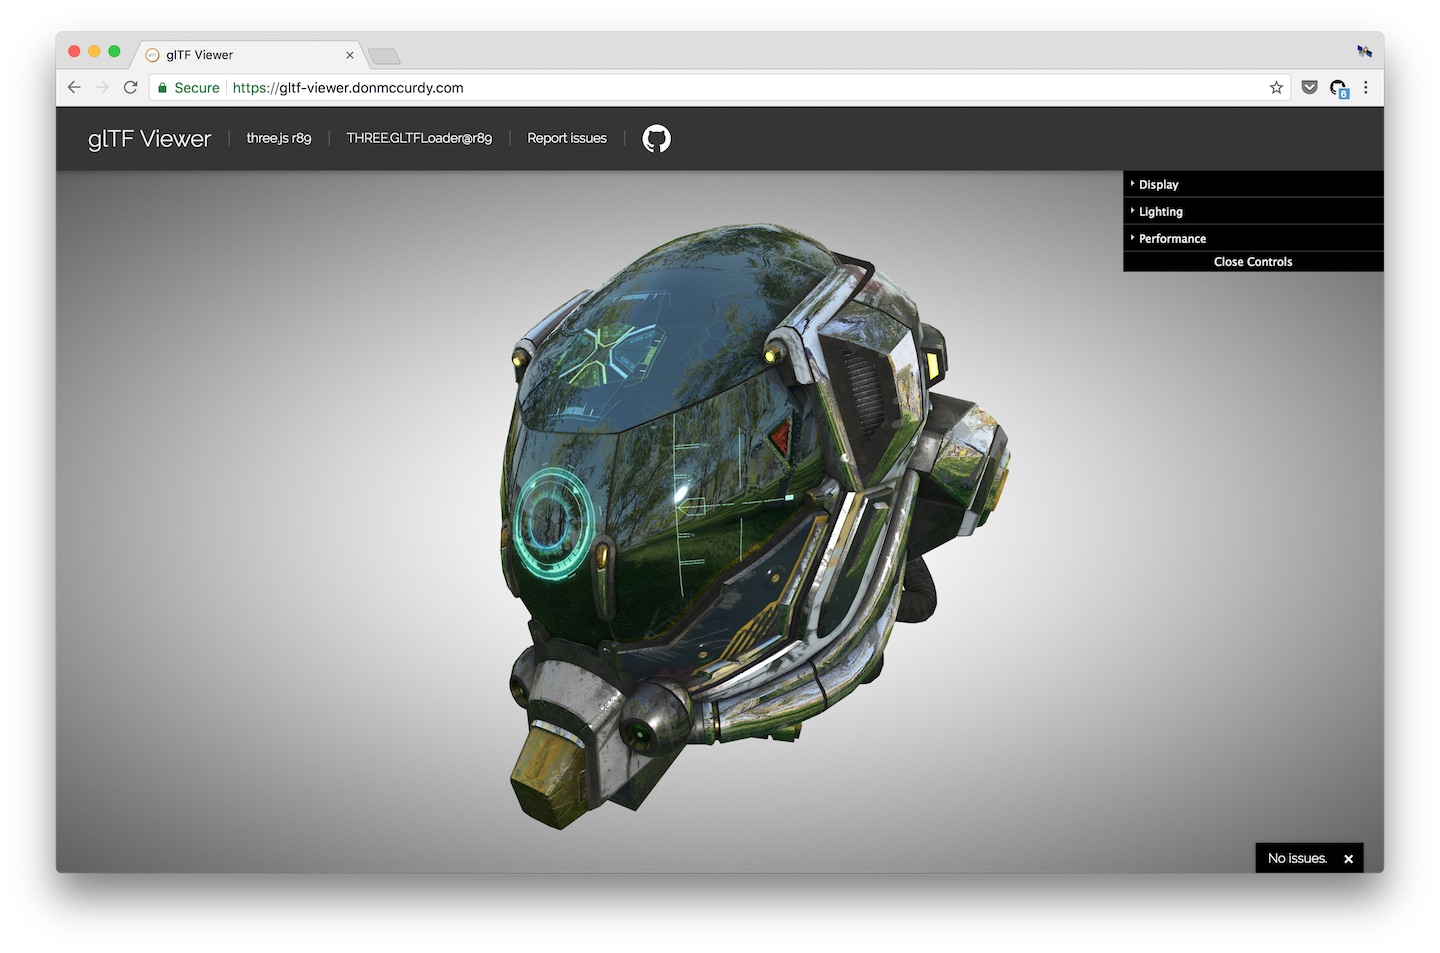 glTF Viewer
Secure
https://gltf-viewer.donmccurdy.com
6
glTF Viewer
three.js r89
THREE.GLTFLoader@r89
Report issues
Display
Lighting
Performance
Close Controls
No issues.